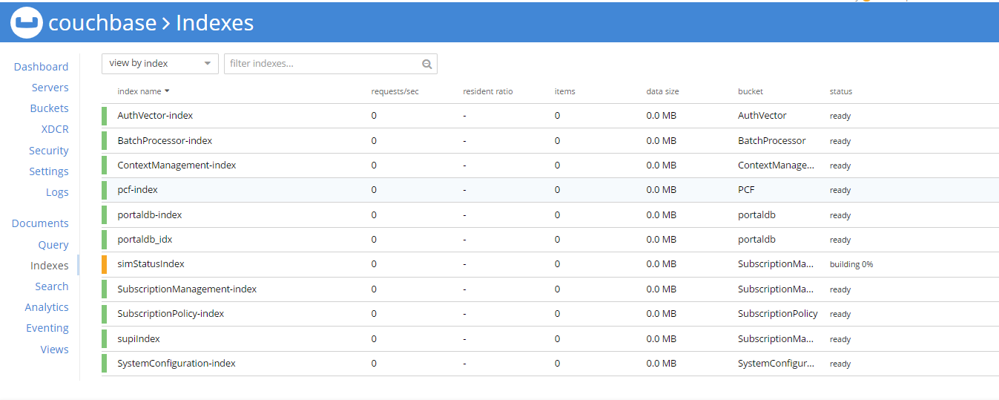 couchbase > Indexes
Dashboard
Servers
Buckets
XDCR
Security
Settings
Logs
Documents
Query
Indexes
Search
Analytics
Eventing
Views
view by index filter indexes...
index name requests/sec resident ratio items data size bucket status
AuthVector-index 0 - 0 0.0 MB AuthVector ready
BatchProcessor-index 0 - 0 0.0 MB BatchProcessor ready
ContextManagement-index 0 - 0 0.0 MB ContextManage... ready
pcf-index 0 - 0 0.0 MB PCF ready
portaldb-index 0 - 0 0.0 MB portaldb ready
portaldb_idx 0 - 0 0.0 MB portaldb ready
simStatusIndex 0 - 0 0.0 MB SubscriptionMa... building 0%
SubscriptionManagement-index 0 - 0 0.0 MB SubscriptionMa... ready
SubscriptionPolicy-index 0 - 0 0.0 MB SubscriptionPolicy ready
supiIndex 0 - 0 0.0 MB SubscriptionMa... ready
SystemConfiguration-index 0 - 0 0.0 MB SystemConfigur... ready